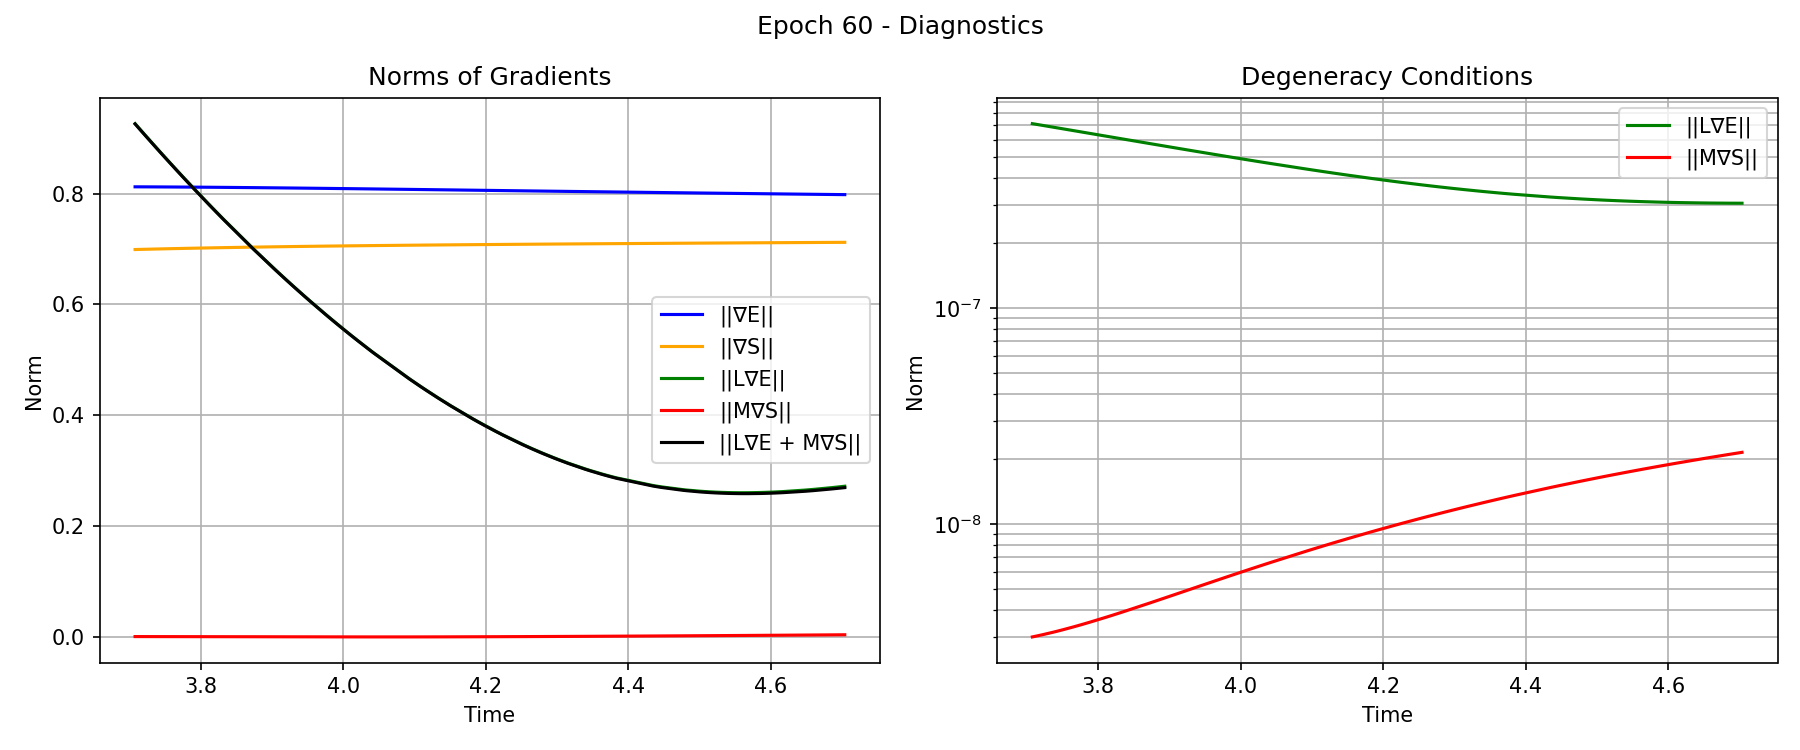 Epoch 60 - Diagnostics
Norms of Gradients
Norm
0.8
0.6
0.4
0.2
0.0
||∇E||
||∇S||
||L∇E||
||M∇S||
||L∇E + M∇S||
3.8 4.0 4.2 4.4 4.6
Time
Degeneracy Conditions
Norm
10⁻⁷
10⁻⁸
||L∇E||
||M∇S||
3.8 4.0 4.2 4.4 4.6
Time